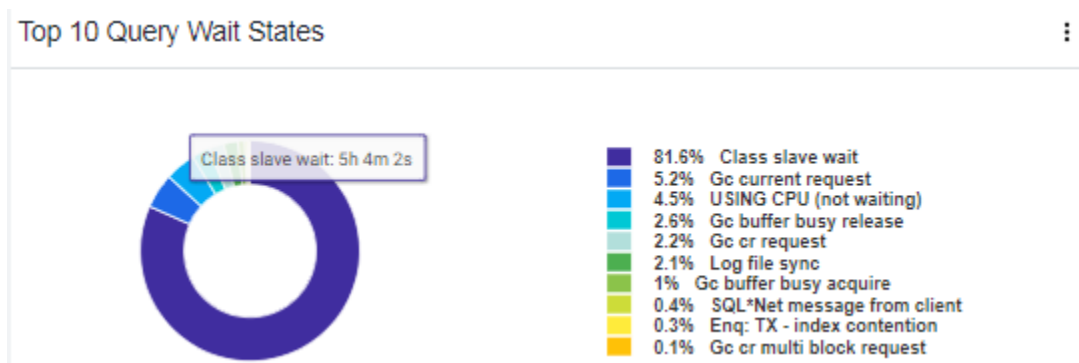 Top 10 Query Wait States
Class slave wait: 5h 4m 2s
81.6% Class slave wait
5.2% Gc current request
4.5% USING CPU (not waiting)
2.6% Gc buffer busy release
2.2% Gc cr request
2.1% Log file sync
1% Gc buffer busy acquire
0.4% SQL*Net message from client
0.3% Enq: TX - index contention
0.1% Gc cr multi block request